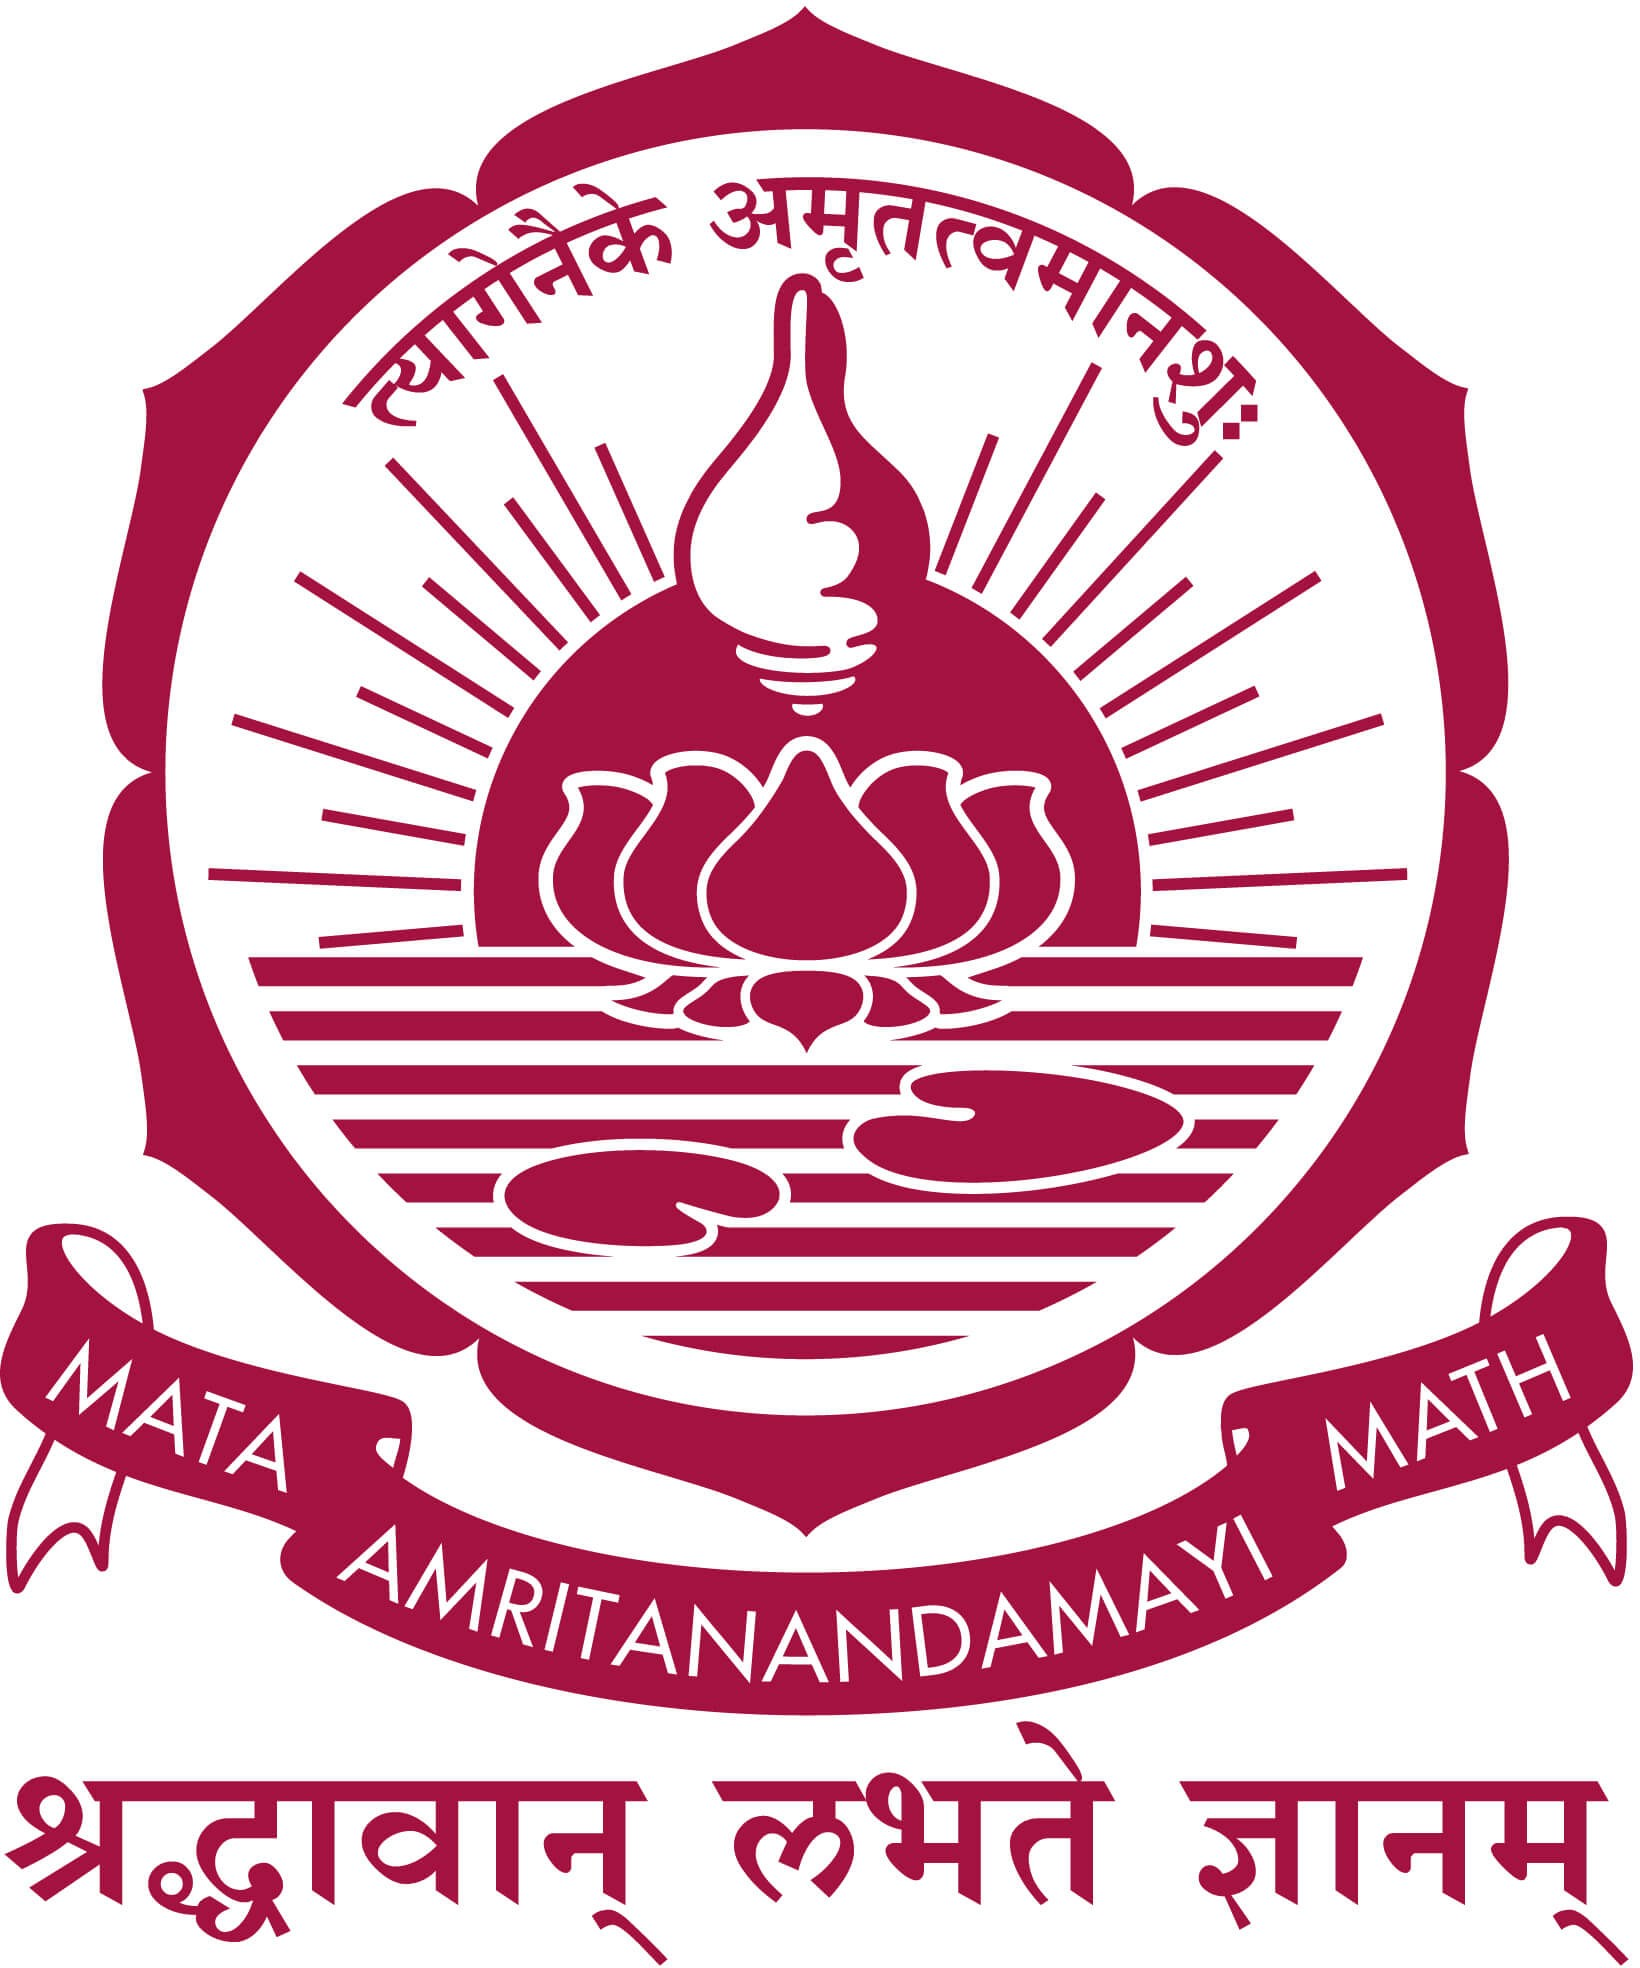 त्यागेनैके अमृतत्वमानशुः
MATA AMRITANANDAMAYI MATH
श्रद्धावान् लभते ज्ञानम्